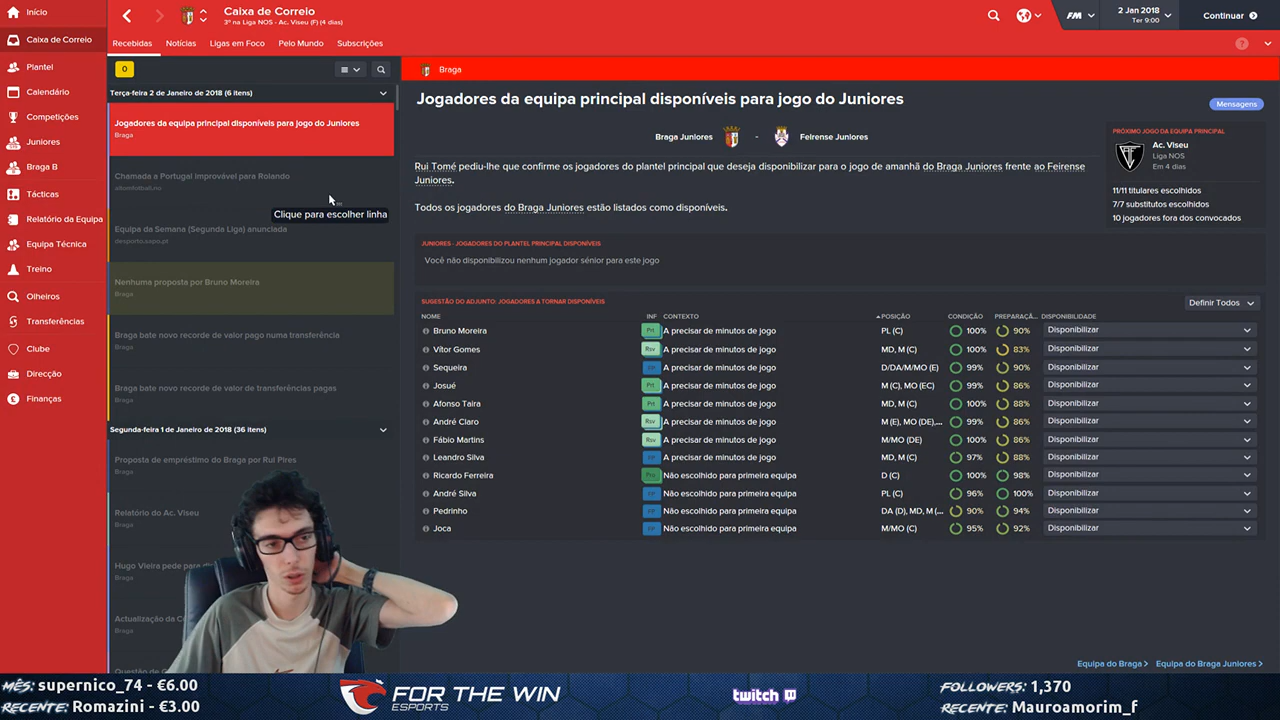 Início
Caixa de Correio
Plantel
Calendário
Competições
Juniores
Braga B
Tácticas
Relatório da Equipa
Equipa Técnica
Treino
Olheiros
Transferências
Clube
Direcção
Finanças
Caixa de Correio
3º na Liga NOS - Ac. Viseu (F) (4 dias)
FM
2 Jan 2018
Ter 9:00
Continuar
Recebidas
Notícias
Ligas em Foco
Pelo Mundo
Subscrições
0
Terça-feira 2 de Janeiro de 2018 (6 itens)
Jogadores da equipa principal disponíveis para jogo do Juniores
Braga
Chamada a Portugal improvável para Rolando
Clique para escolher linha
Equipa da Semana (Segunda Liga) anunciada
desporto.sapo.pt
Nenhuma proposta por Bruno Moreira
Braga
Braga bate novo recorde de valor pago numa transferência
Braga
Braga bate novo recorde de valor de transferências pagas
Braga
Segunda-feira 1 de Janeiro de 2018 (36 itens)
Proposta de empréstimo do Braga por Rui Pires
Braga
Relatório do Ac. Viseu
Braga
Hugo Vieira pede para
Braga
Actualização da
Braga
Questão de
Braga
Jogadores da equipa principal disponíveis para jogo do Juniores
Mensagens
Braga Juniores - Feirense Juniores
Rui Tomé pediu-lhe que confirme os jogadores do plantel principal que deseja disponibilizar para o jogo de amanhã do Braga Juniores frente ao Feirense
Juniores.
Todos os jogadores do Braga Juniores estão listados como disponíveis.
PRÓXIMO JOGO DA EQUIPA PRINCIPAL
Ac. Viseu
Liga NOS
Em 4 dias
11/11 titulares escolhidos
7/7 substitutos escolhidos
10 jogadores fora dos convocados
JUNIORES - JOGADORES DO PLANTEL PRINCIPAL DISPONÍVEIS
Você não disponibilizou nenhum jogador sénior para este jogo
SUGESTÃO DO ADJUNTO: JOGADORES A TORNAR DISPONÍVEIS
Definir Todos
NOME INF CONTEXTO POSIÇÃO CONDIÇÃO PREPARAÇÃ... DISPONIBILIDADE
Bruno Moreira Prt A precisar de minutos de jogo PL (C) 100% 90% Disponibilizar
Vítor Gomes Rsv A precisar de minutos de jogo MD, M (C) 100% 83% Disponibilizar
Sequeira A precisar de minutos de jogo D/DA/M/MO (E) 99% 90% Disponibilizar
Josué Prt A precisar de minutos de jogo M (C), MO (EC) 99% 86% Disponibilizar
Afonso Taira Prt A precisar de minutos de jogo MD, M (C) 100% 88% Disponibilizar
André Claro Rsv A precisar de minutos de jogo M (E), MO (DE),... 99% 86% Disponibilizar
Fábio Martins Rsv A precisar de minutos de jogo M/MO (DE) 100% 86% Disponibilizar
Leandro Silva A precisar de minutos de jogo MD, M (C) 97% 88% Disponibilizar
Ricardo Ferreira Não escolhido para primeira equipa D (C) 100% 98% Disponibilizar
André Silva Não escolhido para primeira equipa PL (C) 96% 100% Disponibilizar
Pedrinho Não escolhido para primeira equipa DA (D), MD, M (... 90% 94% Disponibilizar
Joca Não escolhido para primeira equipa M/MO (C) 95% 92% Disponibilizar
Equipa do Braga
Equipa do Braga Juniores
MÊS: supernico_74 - €6.00
RECENTE: Romazini - €3.00
FOR THE WIN
ESPORTS
twitch
FOLLOWERS: 1,370
RECENTE: Mauroamorim_f